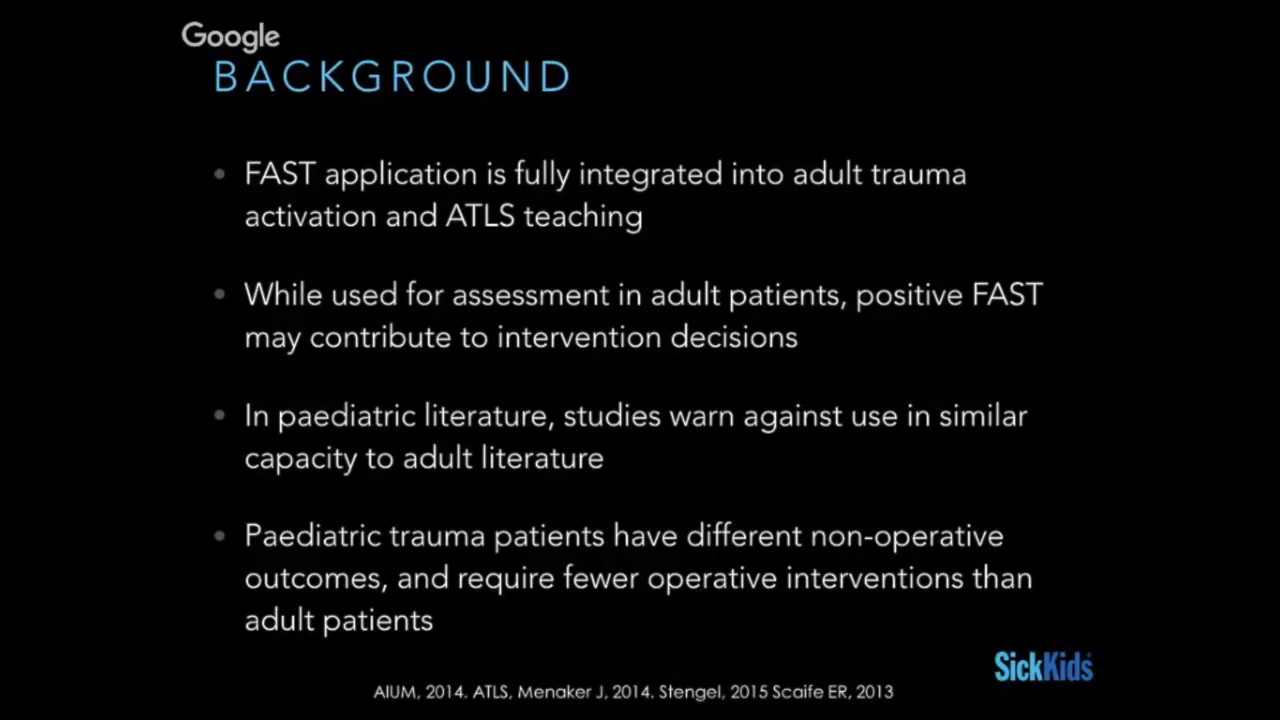 Google
BACKGROUND
• FAST application is fully integrated into adult trauma
activation and ATLS teaching
• While used for assessment in adult patients, positive FAST
may contribute to intervention decisions
• In paediatric literature, studies warn against use in similar
capacity to adult literature
• Paediatric trauma patients have different non-operative
outcomes, and require fewer operative interventions than
adult patients
SickKids
AIUM, 2014. ATLS, Menaker J, 2014. Stengel, 2015 Scaife ER, 2013